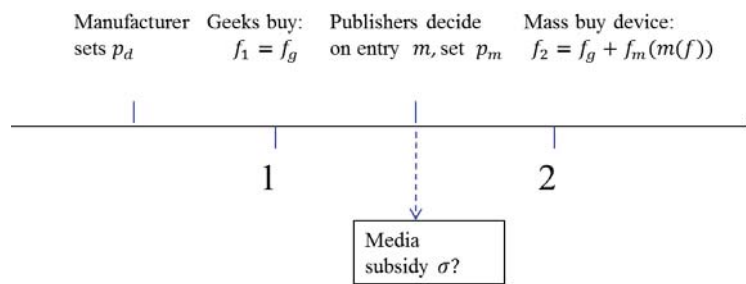 Manufacturer
sets p_d
Geeks buy:
f_1 = f_g
Publishers decide
on entry m, set p_m
Mass buy device:
f_2 = f_g + f_m(m(f))
1
2
Media
subsidy σ?